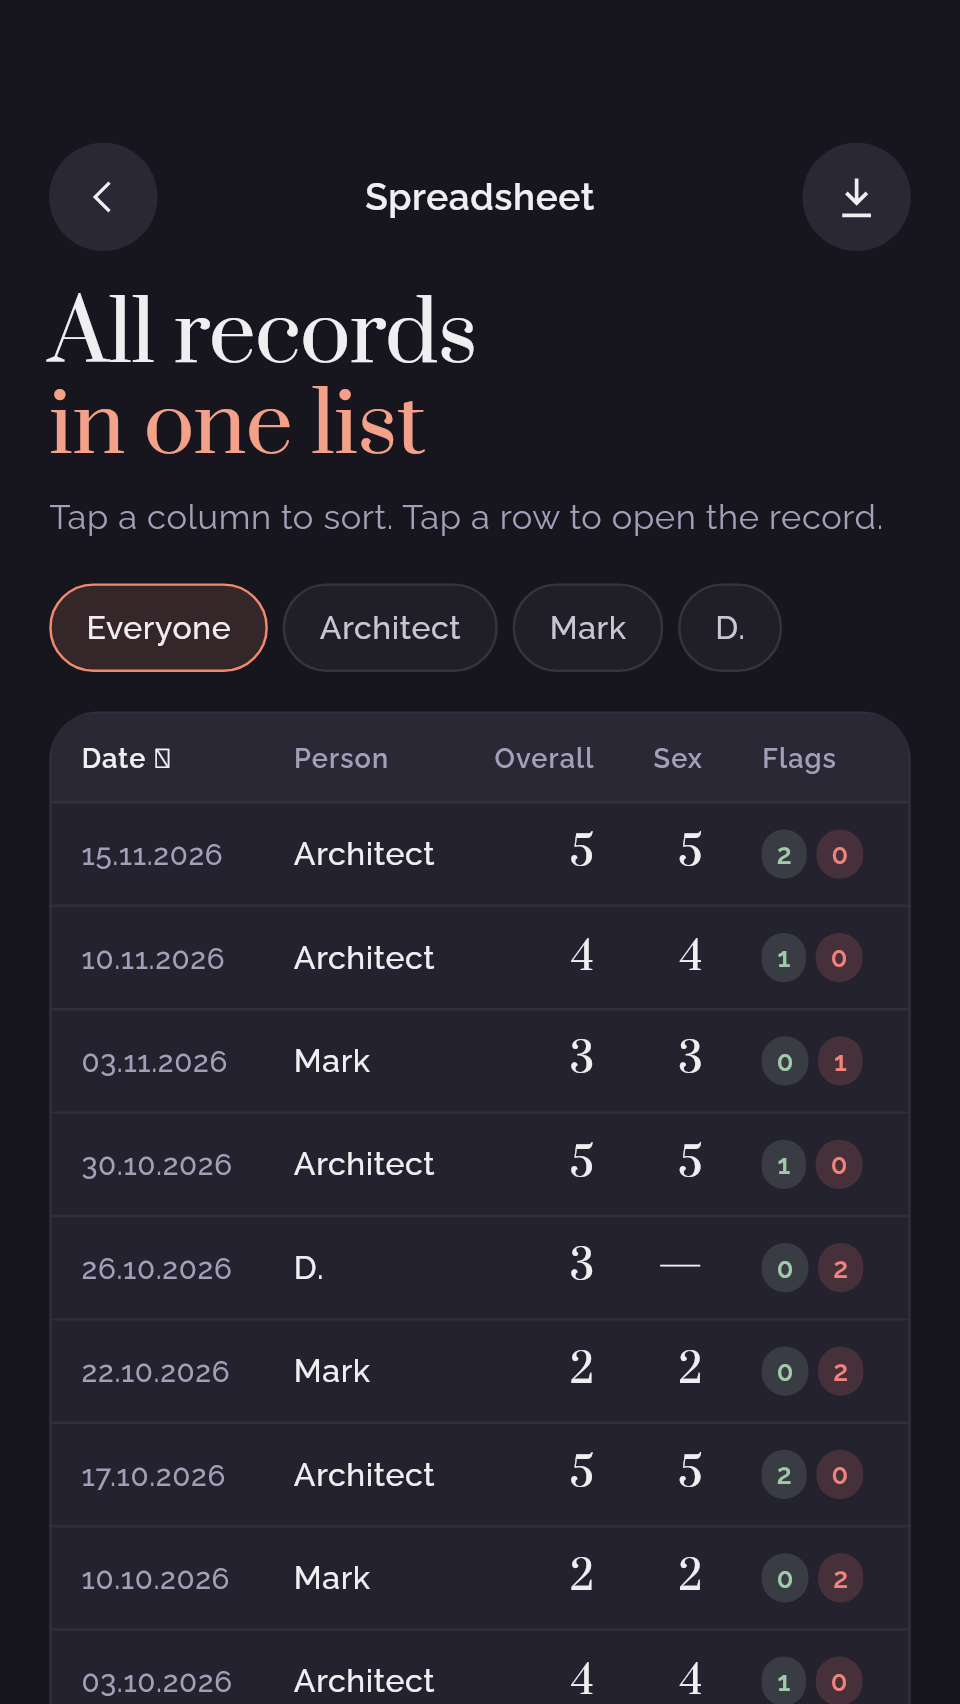 Spreadsheet
All records
in one list
Tap a column to sort. Tap a row to open the record.
Everyone Architect Mark D.
Date Person Overall Sex Flags
15.11.2026 Architect 5 5 2 0
10.11.2026 Architect 4 4 1 0
03.11.2026 Mark 3 3 0 1
30.10.2026 Architect 5 5 1 0
26.10.2026 D. 3 — 0 2
22.10.2026 Mark 2 2 0 2
17.10.2026 Architect 5 5 2 0
10.10.2026 Mark 2 2 0 2
03.10.2026 Architect 4 4 1 0